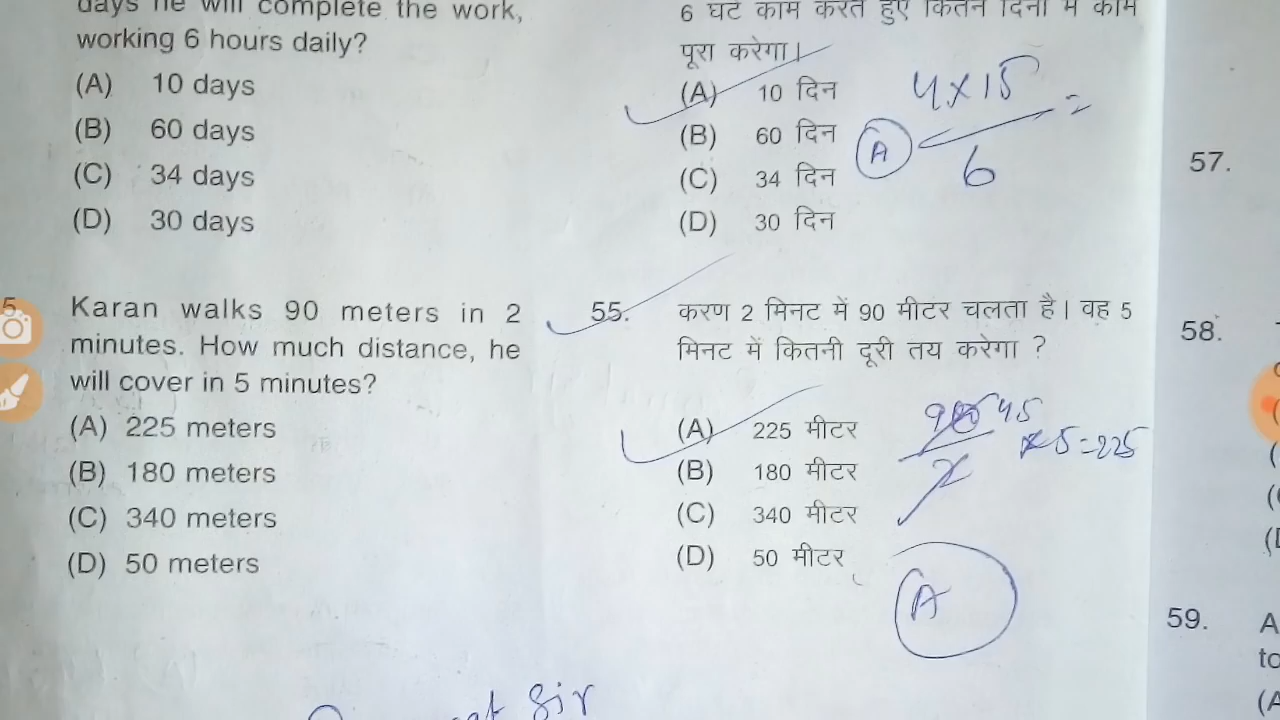 days he will complete the work,
working 6 hours daily?
(A) 10 days
(B) 60 days
(C) 34 days
(D) 30 days
5
Karan walks 90 meters in 2
minutes. How much distance, he
will cover in 5 minutes?
(A) 225 meters
(B) 180 meters
(C) 340 meters
(D) 50 meters
6 घंटे काम करते हुए कितने दिनों में काम
पूरा करेगा।
(A) 10 दिन
(B) 60 दिन
(C) 34 दिन
(D) 30 दिन
4×15
=
6
A
55. करण 2 मिनट में 90 मीटर चलता है। वह 5
मिनट में कितनी दूरी तय करेगा ?
(A) 225 मीटर
(B) 180 मीटर
(C) 340 मीटर
(D) 50 मीटर
90 45
×5=225
2
A
Sir
57.
58.
59. A
to
(A